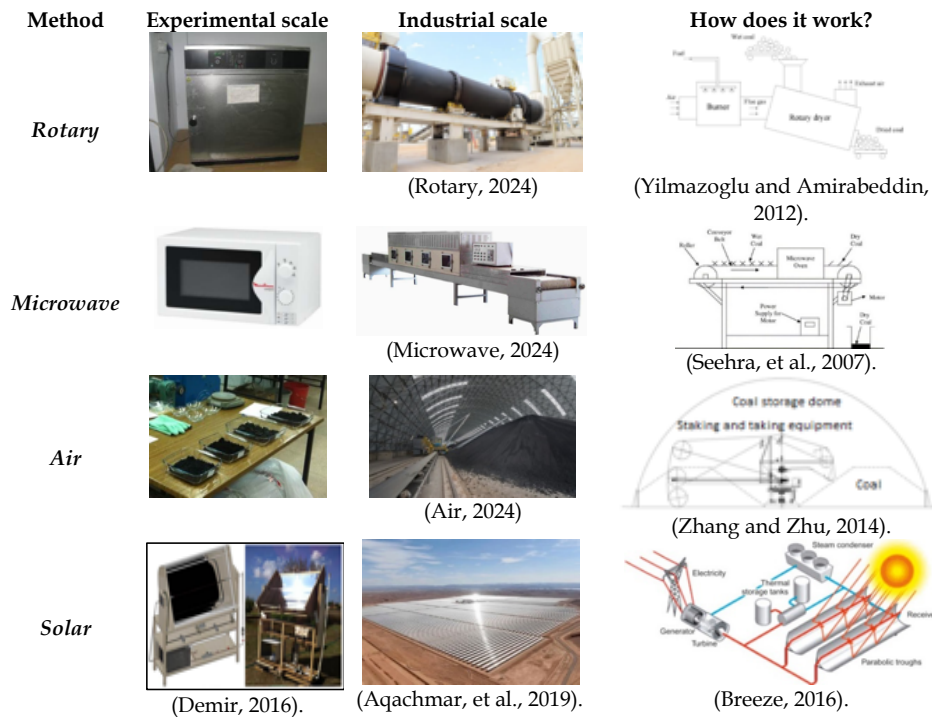 Method Experimental scale Industrial scale How does it work?
Rotary
Wet coal
Fuel
Exhaust air
Air
Burner
Flue gas
Rotary dryer
Dried coal
(Rotary, 2024)
(Yilmazoglu and Amirabeddin,
2012).
Microwave
Conveyor
Belt
Wet
Coal
Dry
Coal
Roller
Microwave
Oven
Motor
Power
Supply for
Motor
Dry
Coal
(Microwave, 2024)
(Seehra, et al., 2007).
Air
Coal storage dome
Staking and taking equipment
Coal
(Air, 2024)
(Zhang and Zhu, 2014).
Solar
Steam condenser
Electricity
Thermal
storage tanks
Receiver
Generator
Turbine
Parabolic troughs
(Demir, 2016).
(Aqachmar, et al., 2019).
(Breeze, 2016).